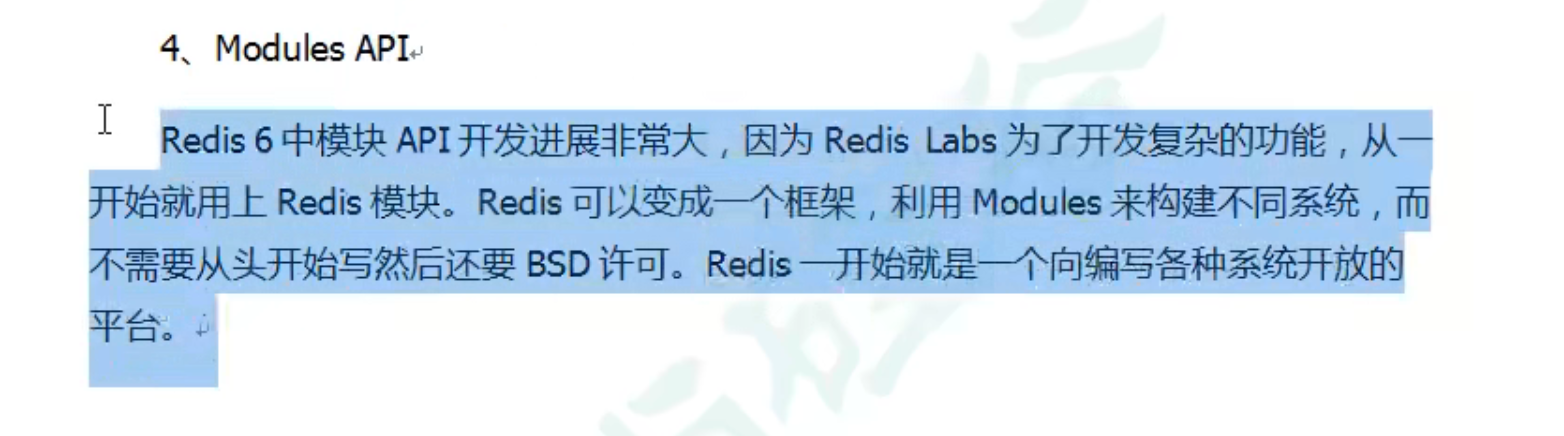 4、Modules API
Redis 6 中模块 API 开发进展非常大，因为 Redis Labs 为了开发复杂的功能，从一
开始就用上 Redis 模块。Redis 可以变成一个框架，利用 Modules 来构建不同系统，而
不需要从头开始写然后还要 BSD 许可。Redis 一开始就是一个向编写各种系统开放的
平台。